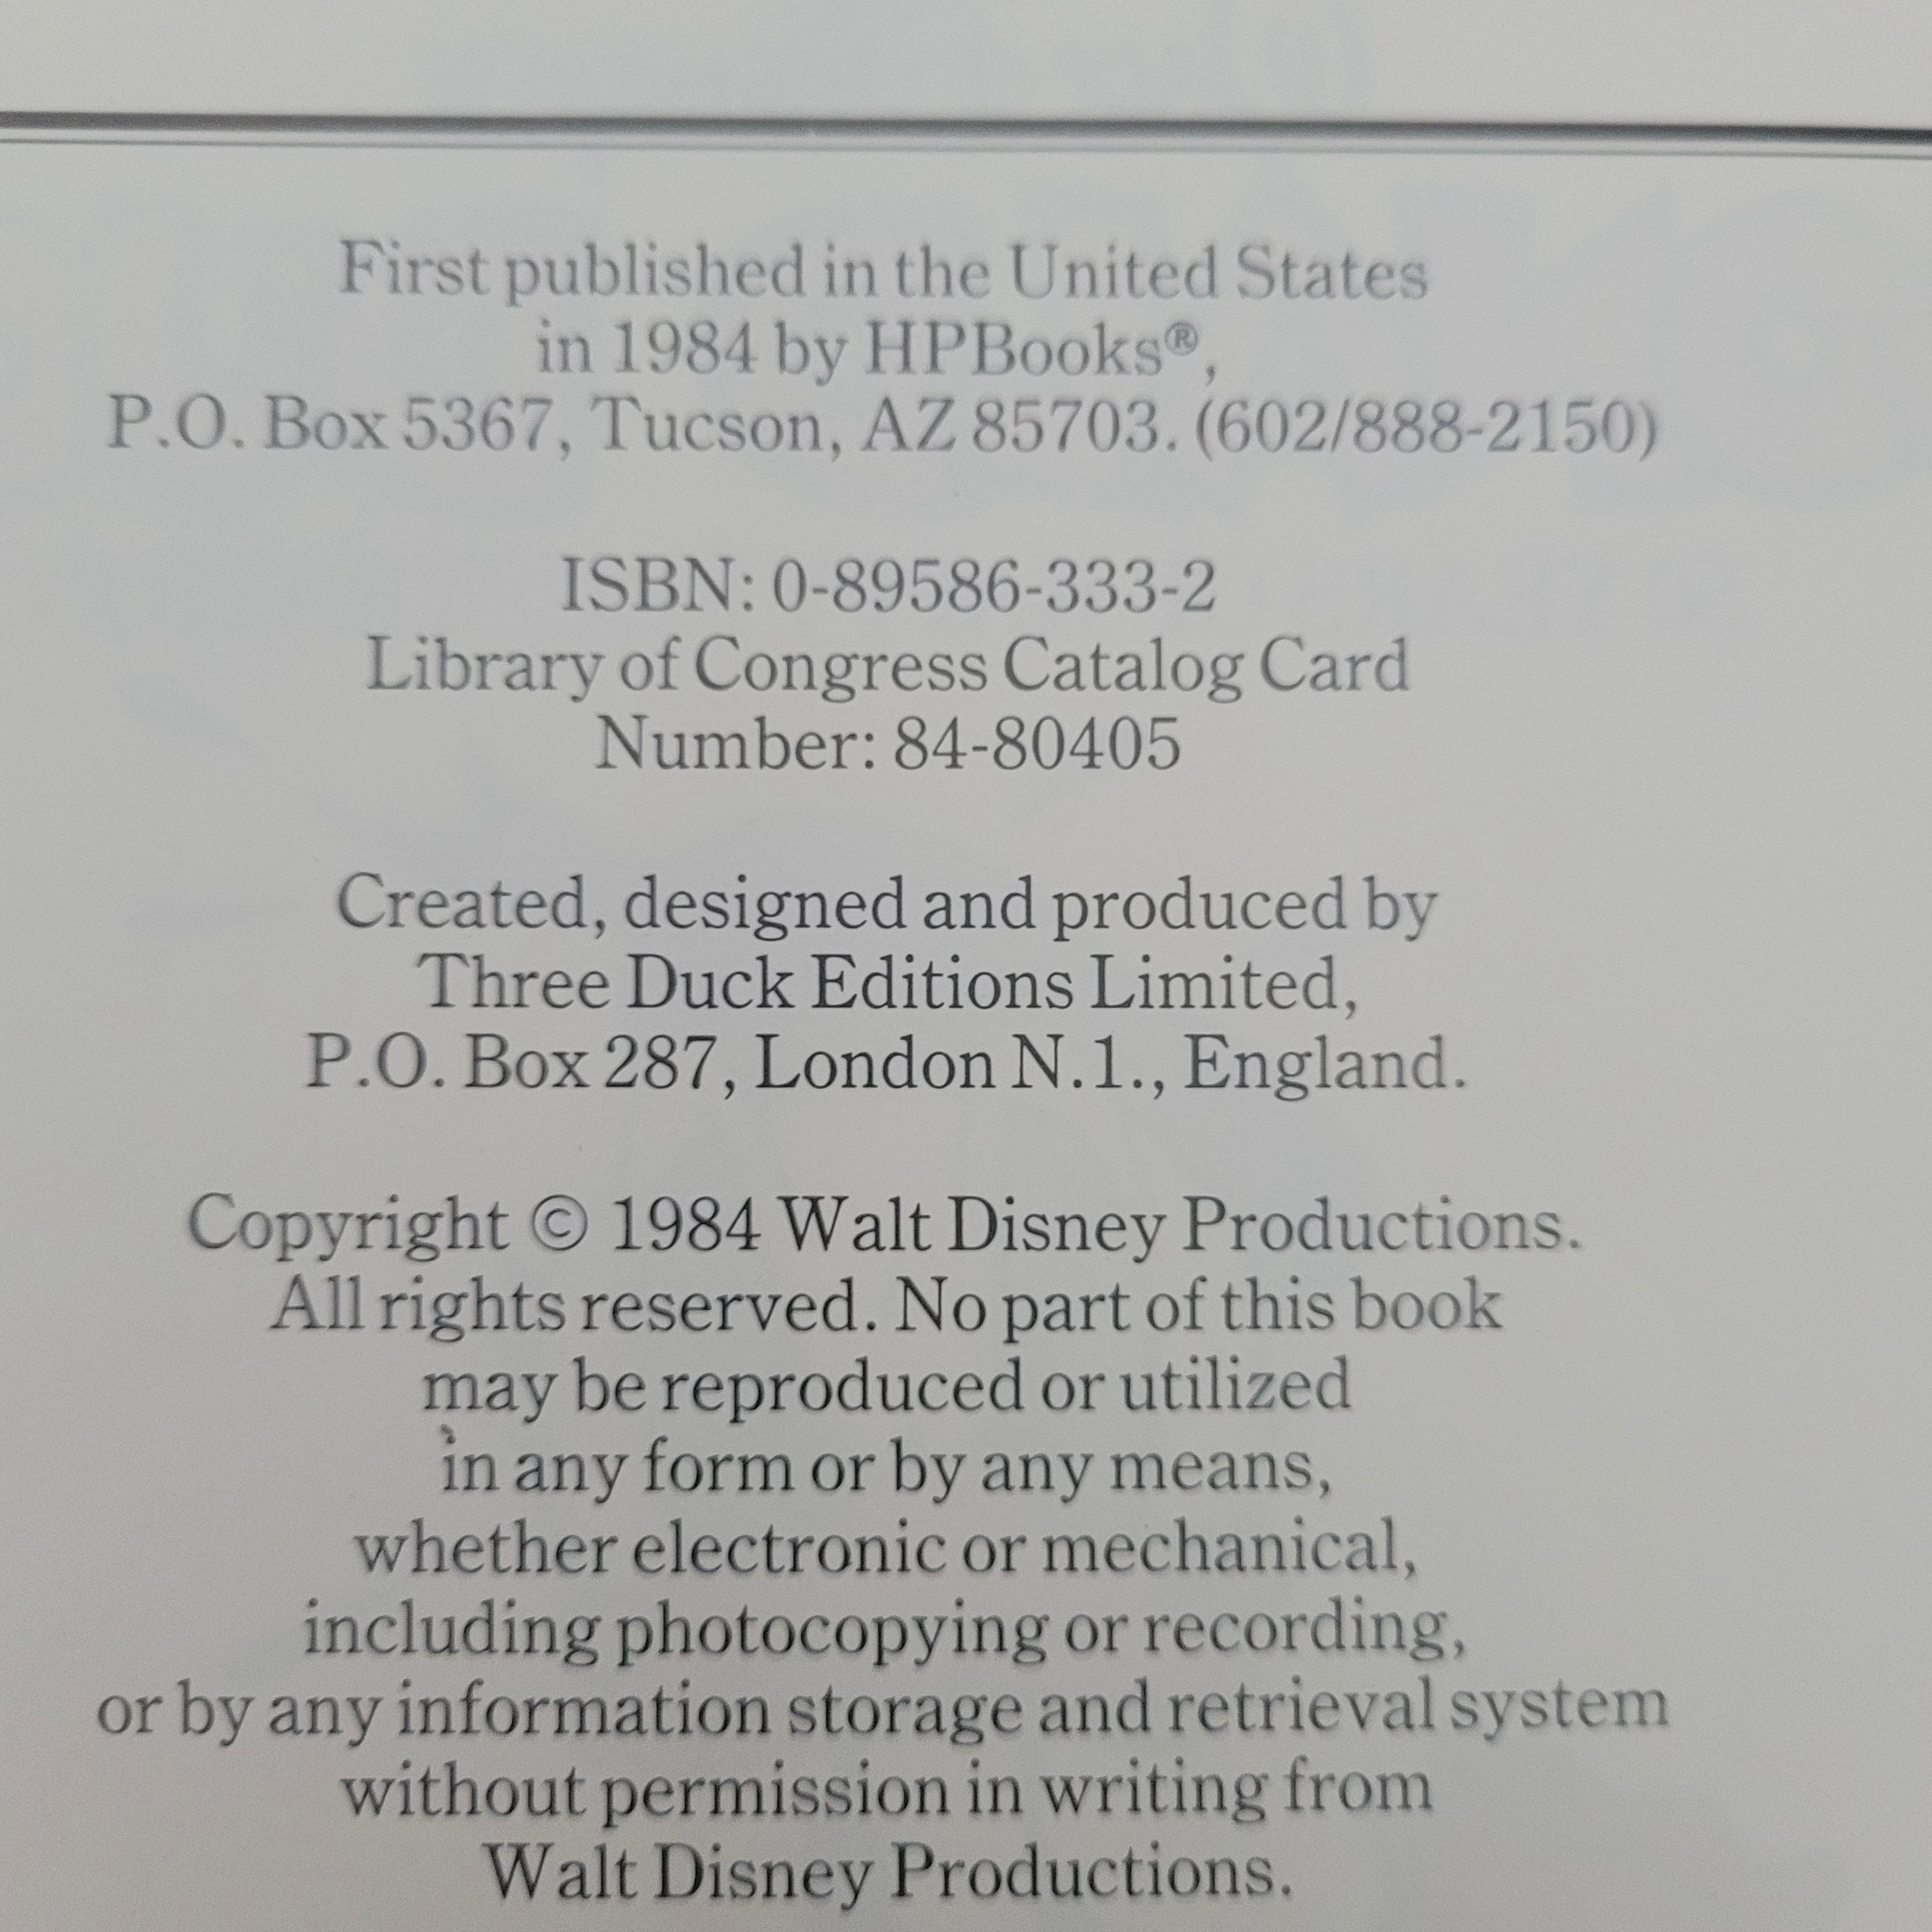 First published in the United States
in 1984 by HPBooks®,
P.O. Box 5367, Tucson, AZ 85703. (602/888-2150)
ISBN: 0-89586-333-2
Library of Congress Catalog Card
Number: 84-80405
Created, designed and produced by
Three Duck Editions Limited,
P.O. Box 287, London N.1., England.
Copyright © 1984 Walt Disney Productions.
All rights reserved. No part of this book
may be reproduced or utilized
in any form or by any means,
whether electronic or mechanical,
including photocopying or recording,
or by any information storage and retrieval system
without permission in writing from
Walt Disney Productions.